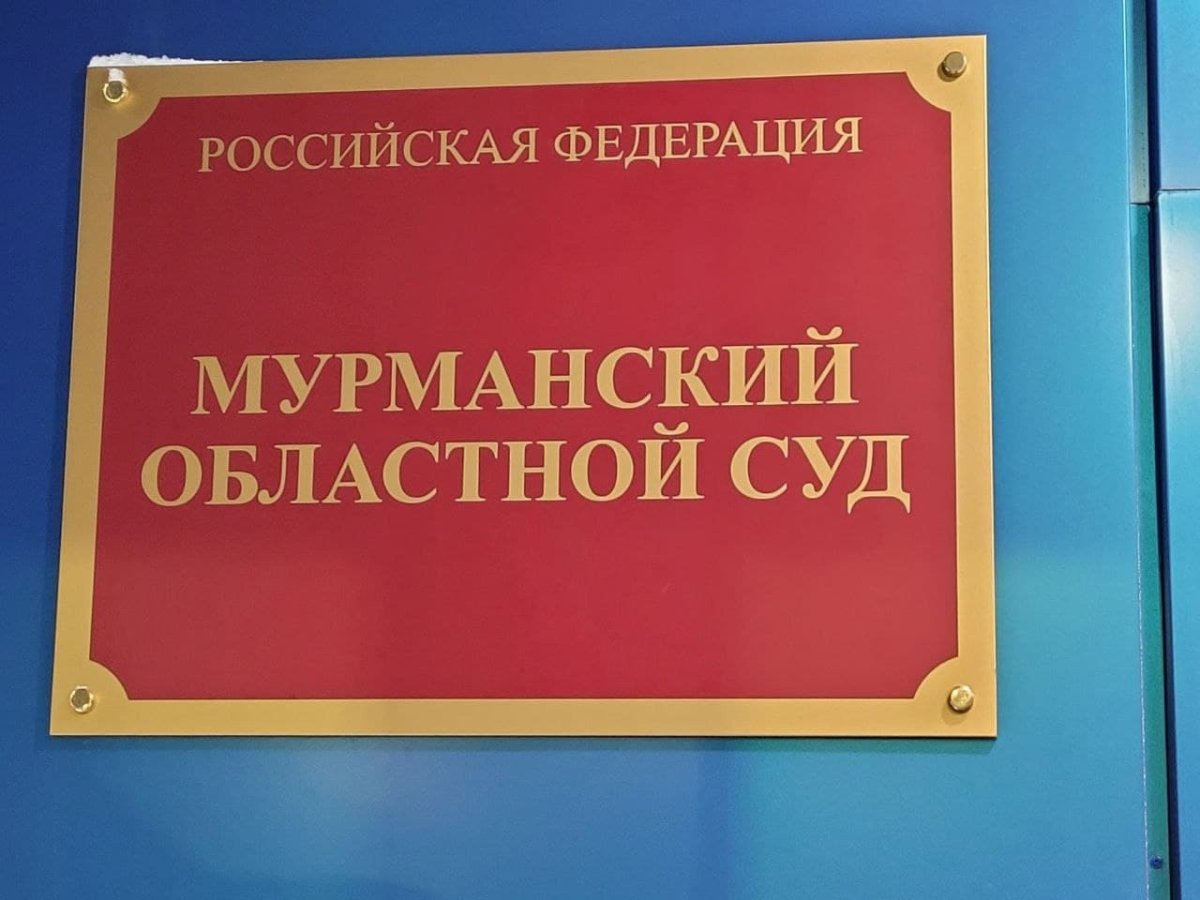 РОССИЙСКАЯ ФЕДЕРАЦИЯ
МУРМАНСКИЙ
ОБЛАСТНОЙ СУД